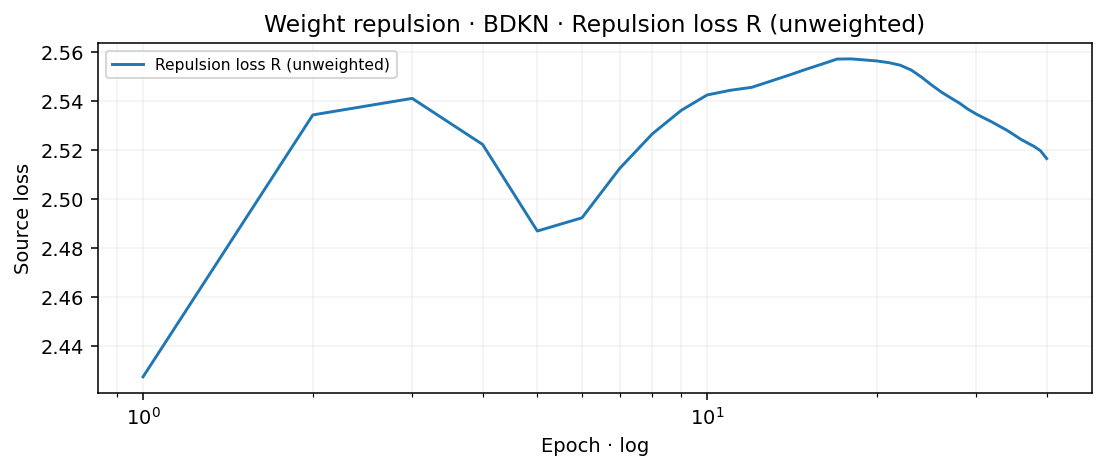 Weight repulsion · BDKN · Repulsion loss R (unweighted)
Repulsion loss R (unweighted)
Source loss
2.56
2.54
2.52
2.50
2.48
2.46
2.44
10⁰
10¹
Epoch · log